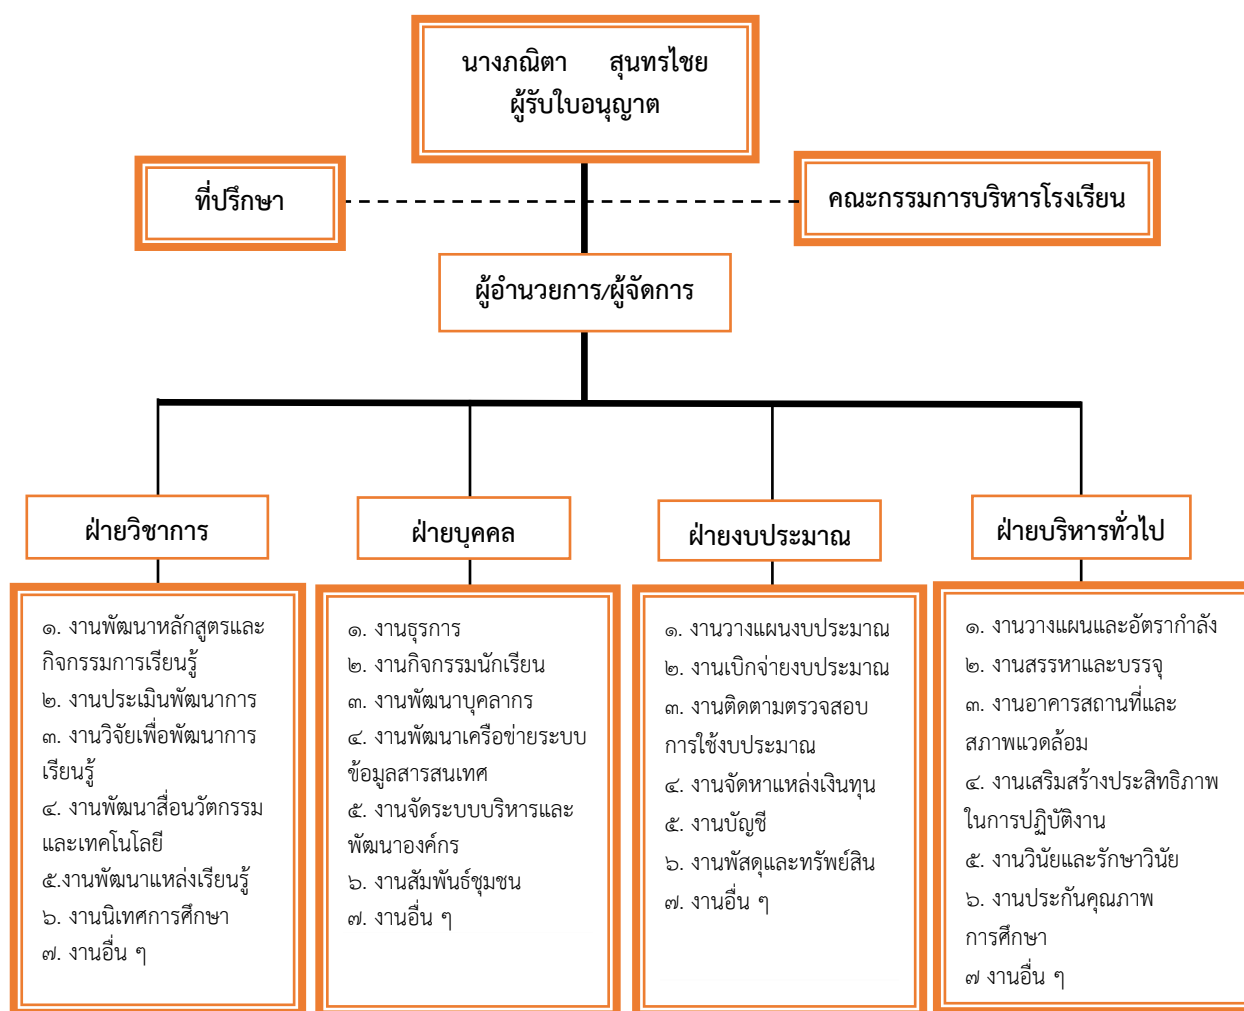 นางภณิตา สุนทรไชย
ผู้รับใบอนุญาต
ที่ปรึกษา
คณะกรรมการบริหารโรงเรียน
ผู้อำนวยการ/ผู้จัดการ
ฝ่ายวิชาการ
ฝ่ายบุคคล
ฝ่ายงบประมาณ
ฝ่ายบริหารทั่วไป
๑. งานพัฒนาหลักสูตรและ
กิจกรรมการเรียนรู้
๒. งานประเมินพัฒนาการ
๓. งานวิจัยเพื่อพัฒนาการ
เรียนรู้
๔. งานพัฒนาสื่อนวัตกรรม
และเทคโนโลยี
๕.งานพัฒนาแหล่งเรียนรู้
๖. งานนิเทศการศึกษา
๗. งานอื่น ๆ
๑. งานธุรการ
๒. งานกิจกรรมนักเรียน
๓. งานพัฒนาบุคลากร
๔. งานพัฒนาเครือข่ายระบบ
ข้อมูลสารสนเทศ
๕. งานจัดระบบบริหารและ
พัฒนาองค์กร
๖. งานสัมพันธ์ชุมชน
๗. งานอื่น ๆ
๑. งานวางแผนงบประมาณ
๒. งานเบิกจ่ายงบประมาณ
๓. งานติดตามตรวจสอบ
การใช้งบประมาณ
๔. งานจัดหาแหล่งเงินทุน
๕. งานบัญชี
๖. งานพัสดุและทรัพย์สิน
๗. งานอื่น ๆ
๑. งานวางแผนและอัตรากำลัง
๒. งานสรรหาและบรรจุ
๓. งานอาคารสถานที่และ
สภาพแวดล้อม
๔. งานเสริมสร้างประสิทธิภาพ
ในการปฏิบัติงาน
๕. งานวินัยและรักษาวินัย
๖. งานประกันคุณภาพ
การศึกษา
๗ งานอื่น ๆ